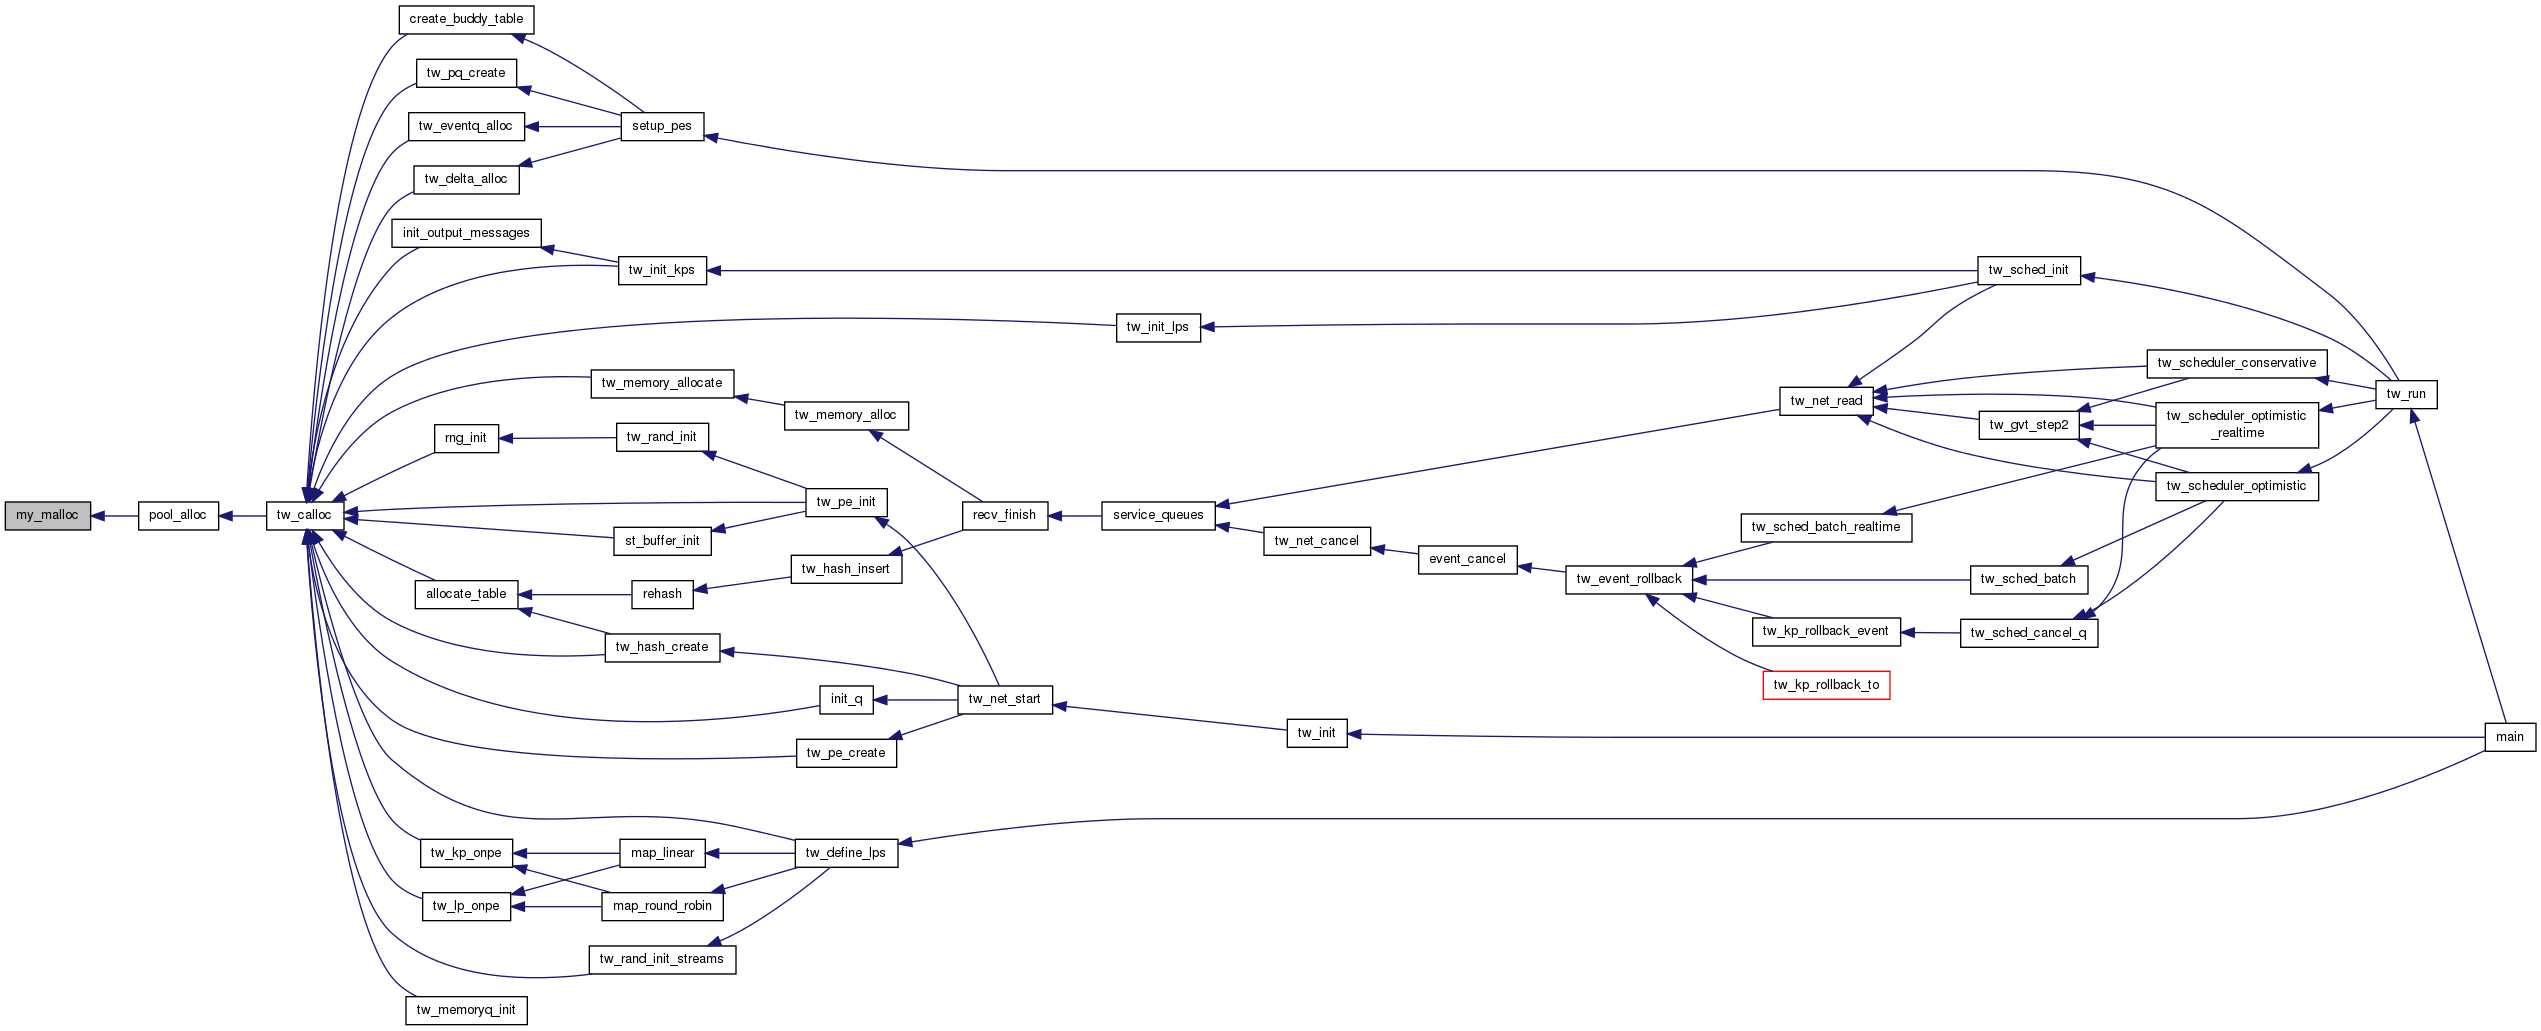 create_buddy_table
tw_pq_create
tw_eventq_alloc
setup_pes
tw_delta_alloc
init_output_messages
tw_init_kps
tw_sched_init
tw_init_lps
tw_scheduler_conservative
tw_memory_allocate
tw_net_read
tw_run
tw_memory_alloc
tw_scheduler_optimistic
_realtime
tw_gvt_step2
rng_init
tw_rand_init
tw_scheduler_optimistic
tw_pe_init
my_malloc
pool_alloc
tw_calloc
recv_finish
service_queues
tw_sched_batch_realtime
st_buffer_init
tw_net_cancel
event_cancel
tw_hash_insert
tw_event_rollback
tw_sched_batch
allocate_table
rehash
tw_kp_rollback_event
tw_sched_cancel_q
tw_hash_create
tw_kp_rollback_to
init_q
tw_net_start
tw_init
main
tw_pe_create
tw_kp_onpe
map_linear
tw_define_lps
tw_lp_onpe
map_round_robin
tw_rand_init_streams
tw_memoryq_init